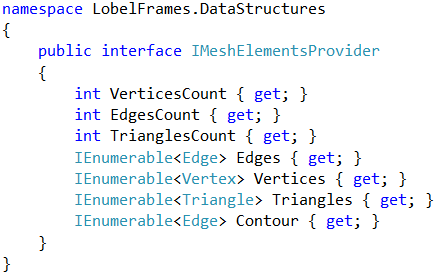 namespace LobelFrames.DataStructures
{
    public interface IMeshElementsProvider
    {
        int VerticesCount { get; }
        int EdgesCount { get; }
        int TrianglesCount { get; }
        IEnumerable<Edge> Edges { get; }
        IEnumerable<Vertex> Vertices { get; }
        IEnumerable<Triangle> Triangles { get; }
        IEnumerable<Edge> Contour { get; }
    }
}